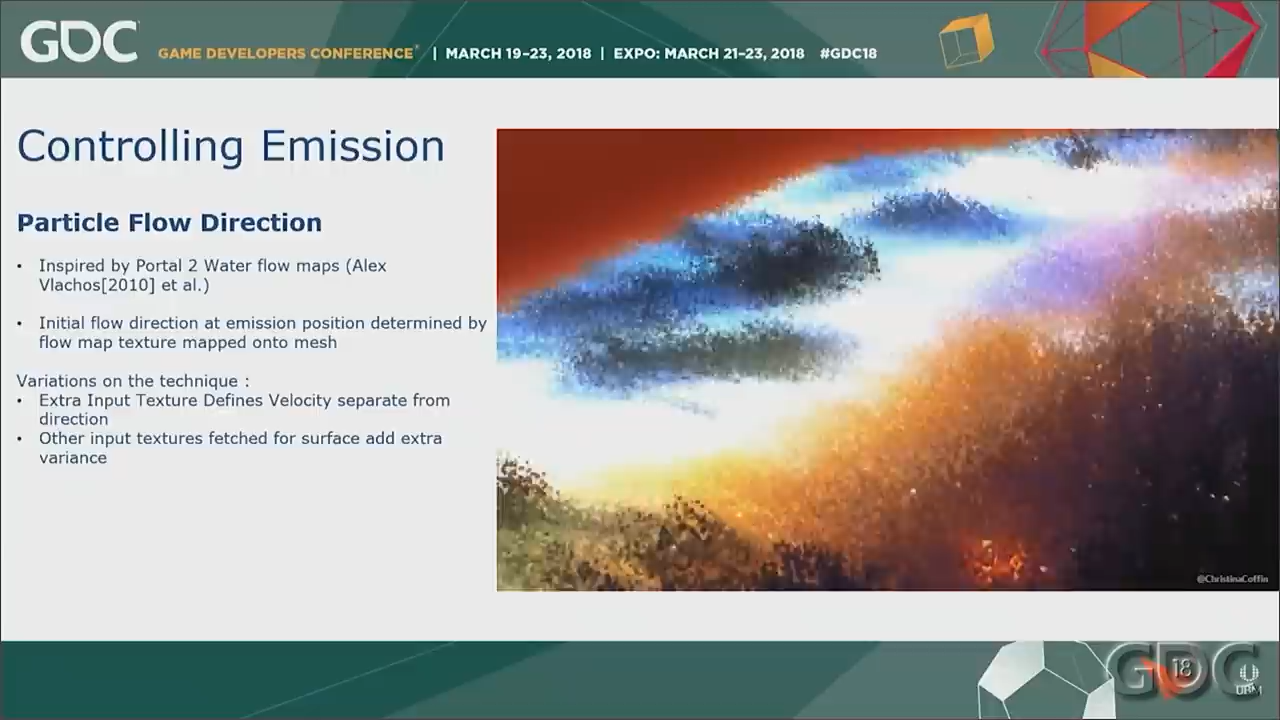 GDC
GAME DEVELOPERS CONFERENCE® | MARCH 19–23, 2018 | EXPO: MARCH 21–23, 2018 #GDC18
Controlling Emission
Particle Flow Direction
• Inspired by Portal 2 Water flow maps (Alex
Vlachos[2010] et al.)
• Initial flow direction at emission position determined by
flow map texture mapped onto mesh
Variations on the technique :
• Extra Input Texture Defines Velocity separate from
direction
• Other input textures fetched for surface add extra
variance
@ChristinaCoffin
GDC
18
UBM